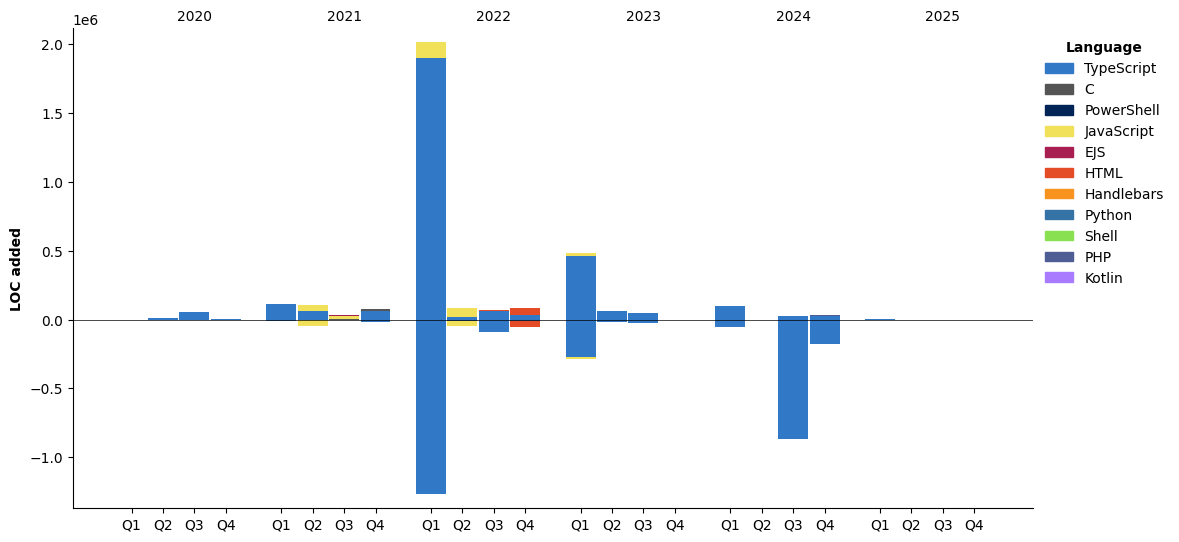 1e6
2020 2021 2022 2023 2024 2025
2.0
1.5
1.0
0.5
0.0
−0.5
−1.0
LOC added
Q1 Q2 Q3 Q4 Q1 Q2 Q3 Q4 Q1 Q2 Q3 Q4 Q1 Q2 Q3 Q4 Q1 Q2 Q3 Q4 Q1 Q2 Q3 Q4
Language
TypeScript
C
PowerShell
JavaScript
EJS
HTML
Handlebars
Python
Shell
PHP
Kotlin